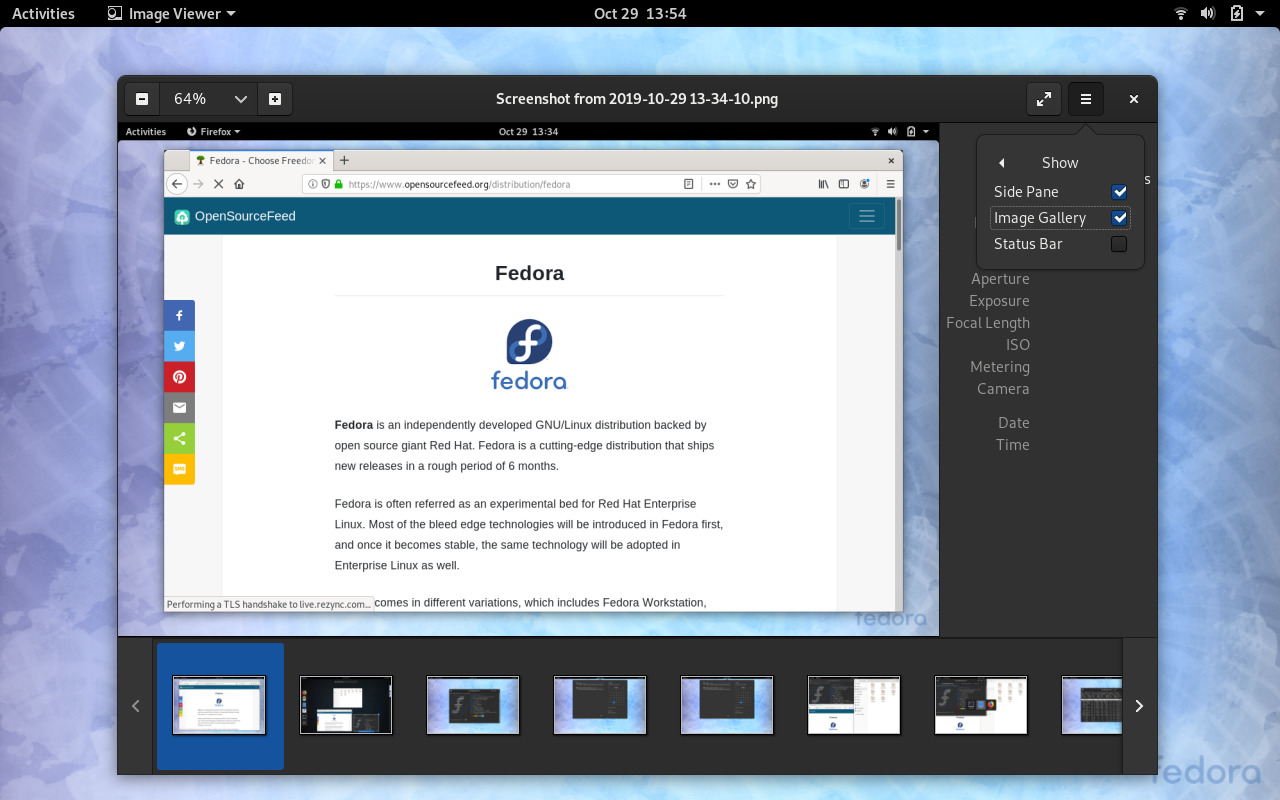 Activities
Image Viewer
Oct 29 13:54
64%
Screenshot from 2019-10-29 13-34-10.png
Activities
Firefox
Oct 29 13:34
Fedora - Choose Freedo
https://www.opensourcefeed.org/distribution/fedora
OpenSourceFeed
Fedora
fedora
Fedora is an independently developed GNU/Linux distribution backed by
open source giant Red Hat. Fedora is a cutting-edge distribution that ships
new releases in a rough period of 6 months.
Fedora is often referred as an experimental bed for Red Hat Enterprise
Linux. Most of the bleed edge technologies will be introduced in Fedora first,
and once it becomes stable, the same technology will be adopted in
Enterprise Linux as well.
comes in different variations, which includes Fedora Workstation,
Performing a TLS handshake to live.rezync.com...
fedora
Show
Side Pane
Image Gallery
Status Bar
s
Aperture
Exposure
Focal Length
ISO
Metering
Camera
Date
Time
fedora